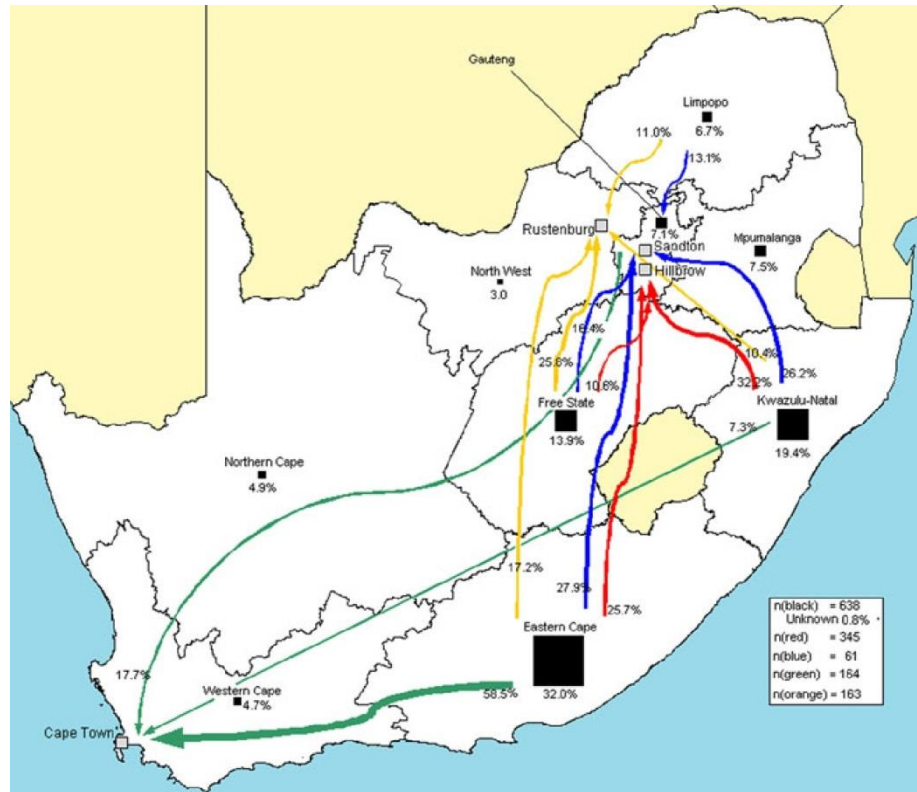 Gauteng
Limpopo
6.7%
11.0%
13.1%
Rustenburg
7.1%
Sandton
Hillbrow
Mpumalanga
7.5%
North West
3.0
16.4%
25.8%
10.6%
10.4%
32.2%
26.2%
Free State
13.9%
Kwazulu-Natal
7.3%
19.4%
Northern Cape
4.9%
17.2%
27.9%
25.7%
Eastern Cape
32.0%
58.5%
17.7%
Western Cape
4.7%
Cape Town
n(black) = 638
Unknown 0.8%
n(red) = 345
n(blue) = 61
n(green) = 164
n(orange) = 163